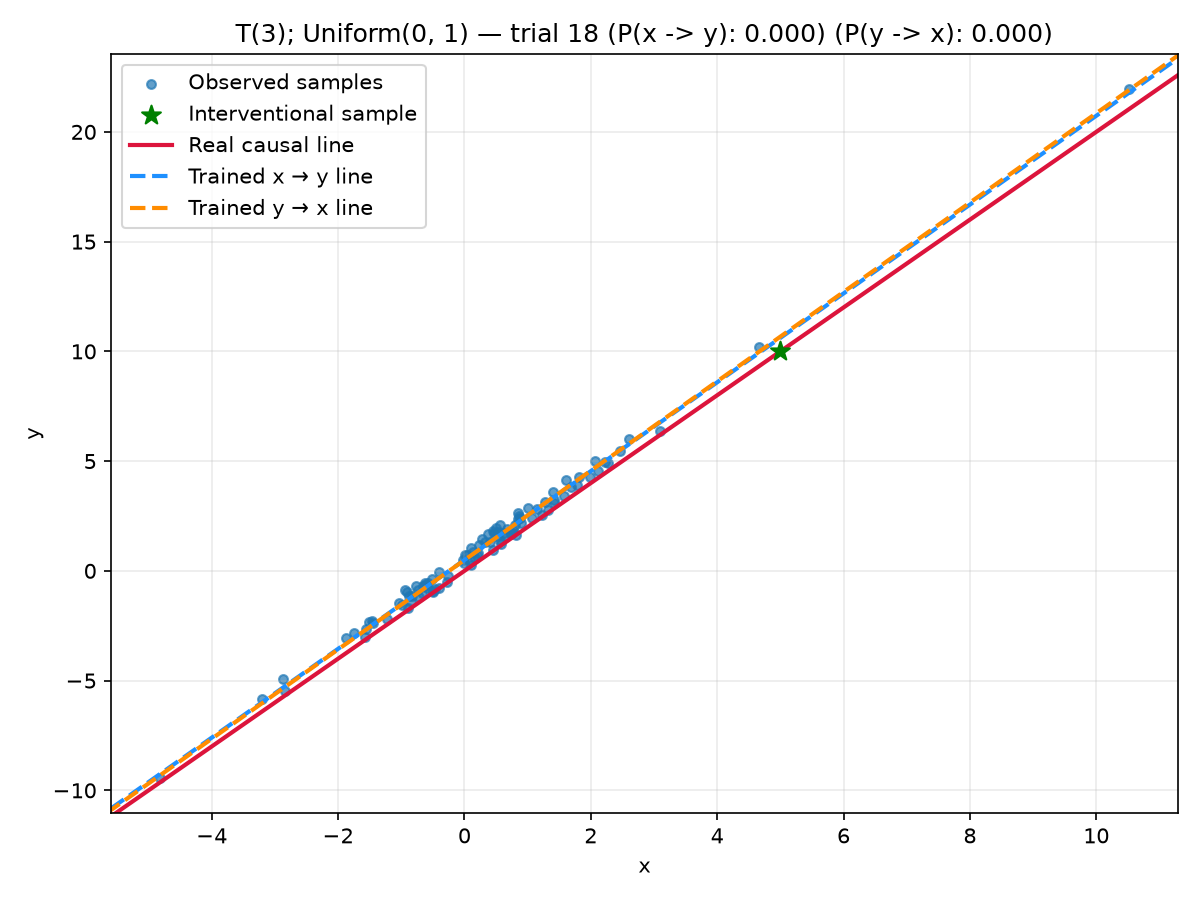 T(3); Uniform(0, 1) — trial 18 (P(x -> y): 0.000) (P(y -> x): 0.000)
Observed samples
Interventional sample
Real causal line
Trained x → y line
Trained y → x line
20
15
10
5
0
−5
−10
y
−4
−2
0
2
4
6
8
10
x